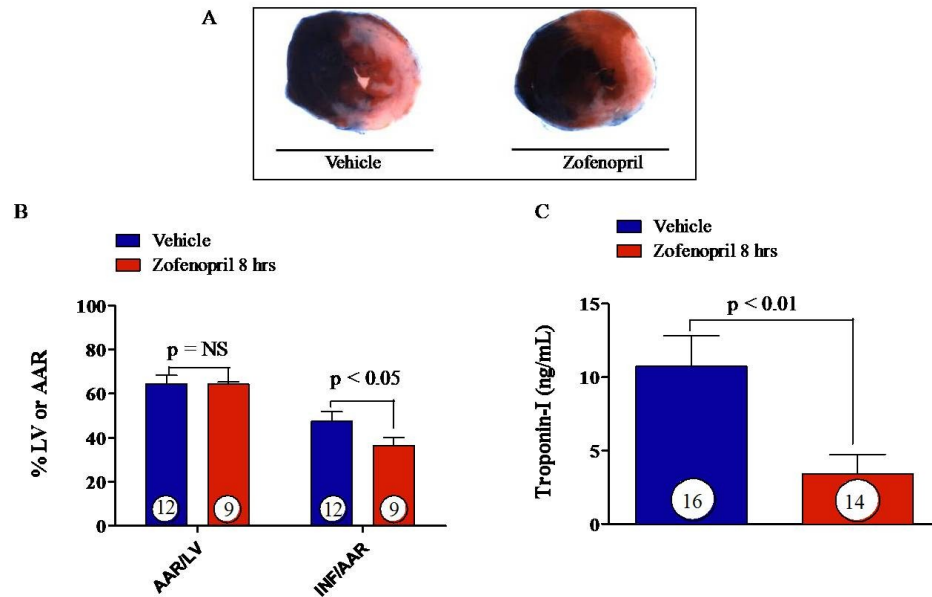 A
Vehicle
Zofenopril
B
Vehicle
Zofenopril 8 hrs
% LV or AAR
100
80
60
40
20
0
p = NS
p < 0.05
12
9
12
9
AAR/LV
INF/AAR
C
Vehicle
Zofenopril 8 hrs
Troponin-I (ng/mL)
15
10
5
0
p < 0.01
16
14